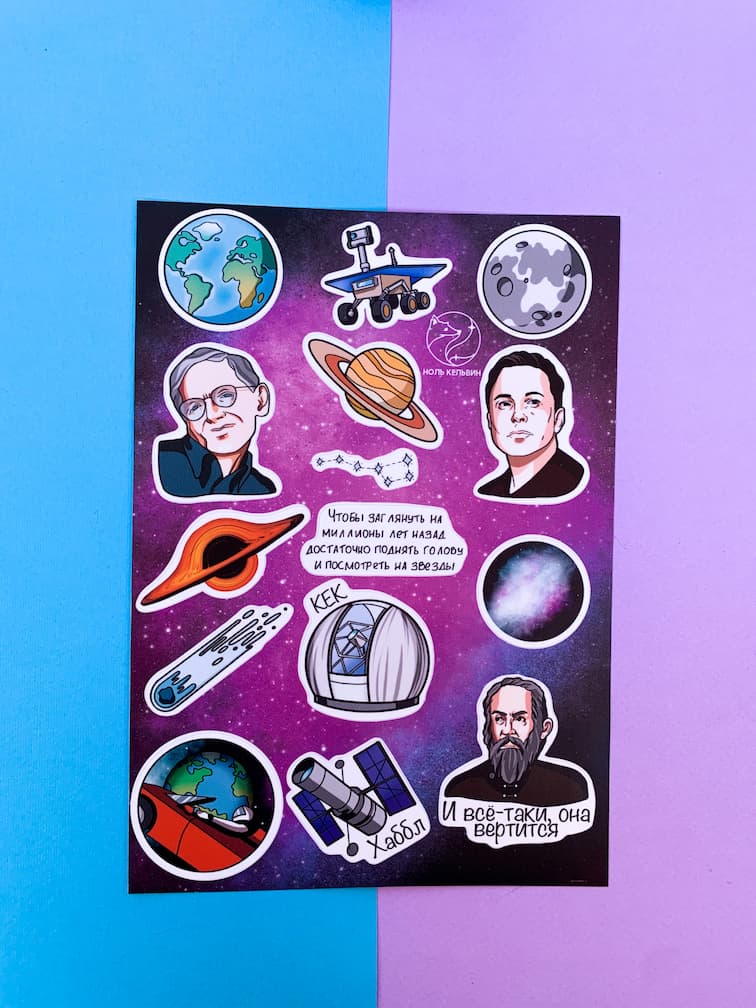 НОЛЬ КЕЛЬВИН
Чтобы заглянуть на
миллионы лет назад
достаточно поднять голову
и посмотреть на звезды
КЕК
Хаббл
И всё-таки, она
вертится